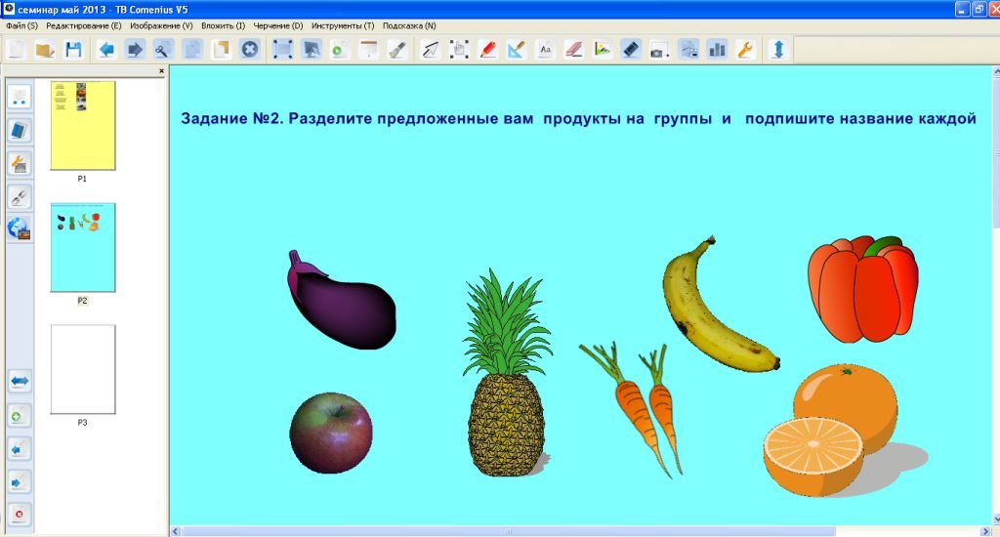 семинар май 2013 - TB Comenius V5
Файл (S) Редактирование (E) Изображение (V) Вложить (I) Черчение (D) Инструменты (T) Подсказка (N)
Aa
P1
P2
P3
Задание №2. Разделите предложенные вам продукты на группы и подпишите название каждой